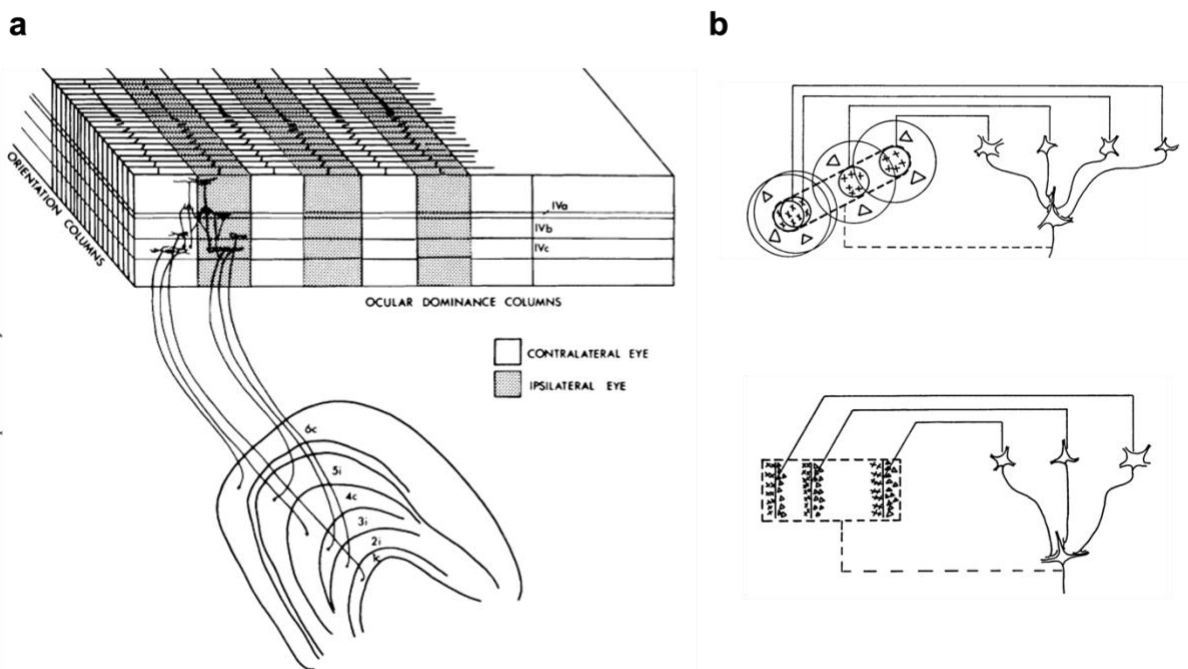 a
b
ORIENTATION COLUMNS
IVa
IVb
IVc
OCULAR DOMINANCE COLUMNS
CONTRALATERAL EYE
IPSILATERAL EYE
6c
5i
4c
3i
2i